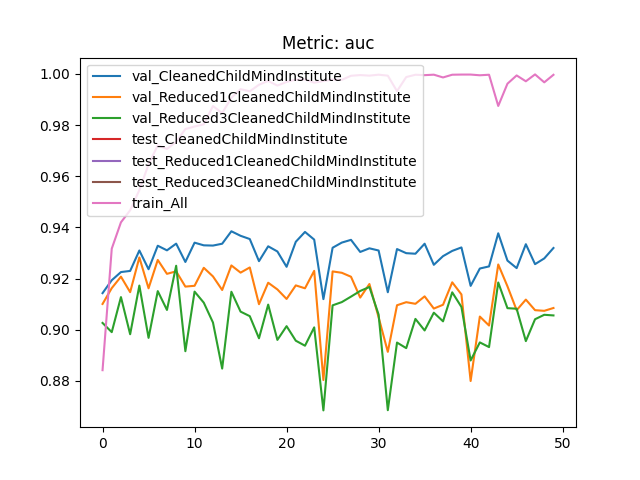 Metric: auc
1.00
0.98
0.96
0.94
0.92
0.90
0.88
val_CleanedChildMindInstitute
val_Reduced1CleanedChildMindInstitute
val_Reduced3CleanedChildMindInstitute
test_CleanedChildMindInstitute
test_Reduced1CleanedChildMindInstitute
test_Reduced3CleanedChildMindInstitute
train_All
0 10 20 30 40 50